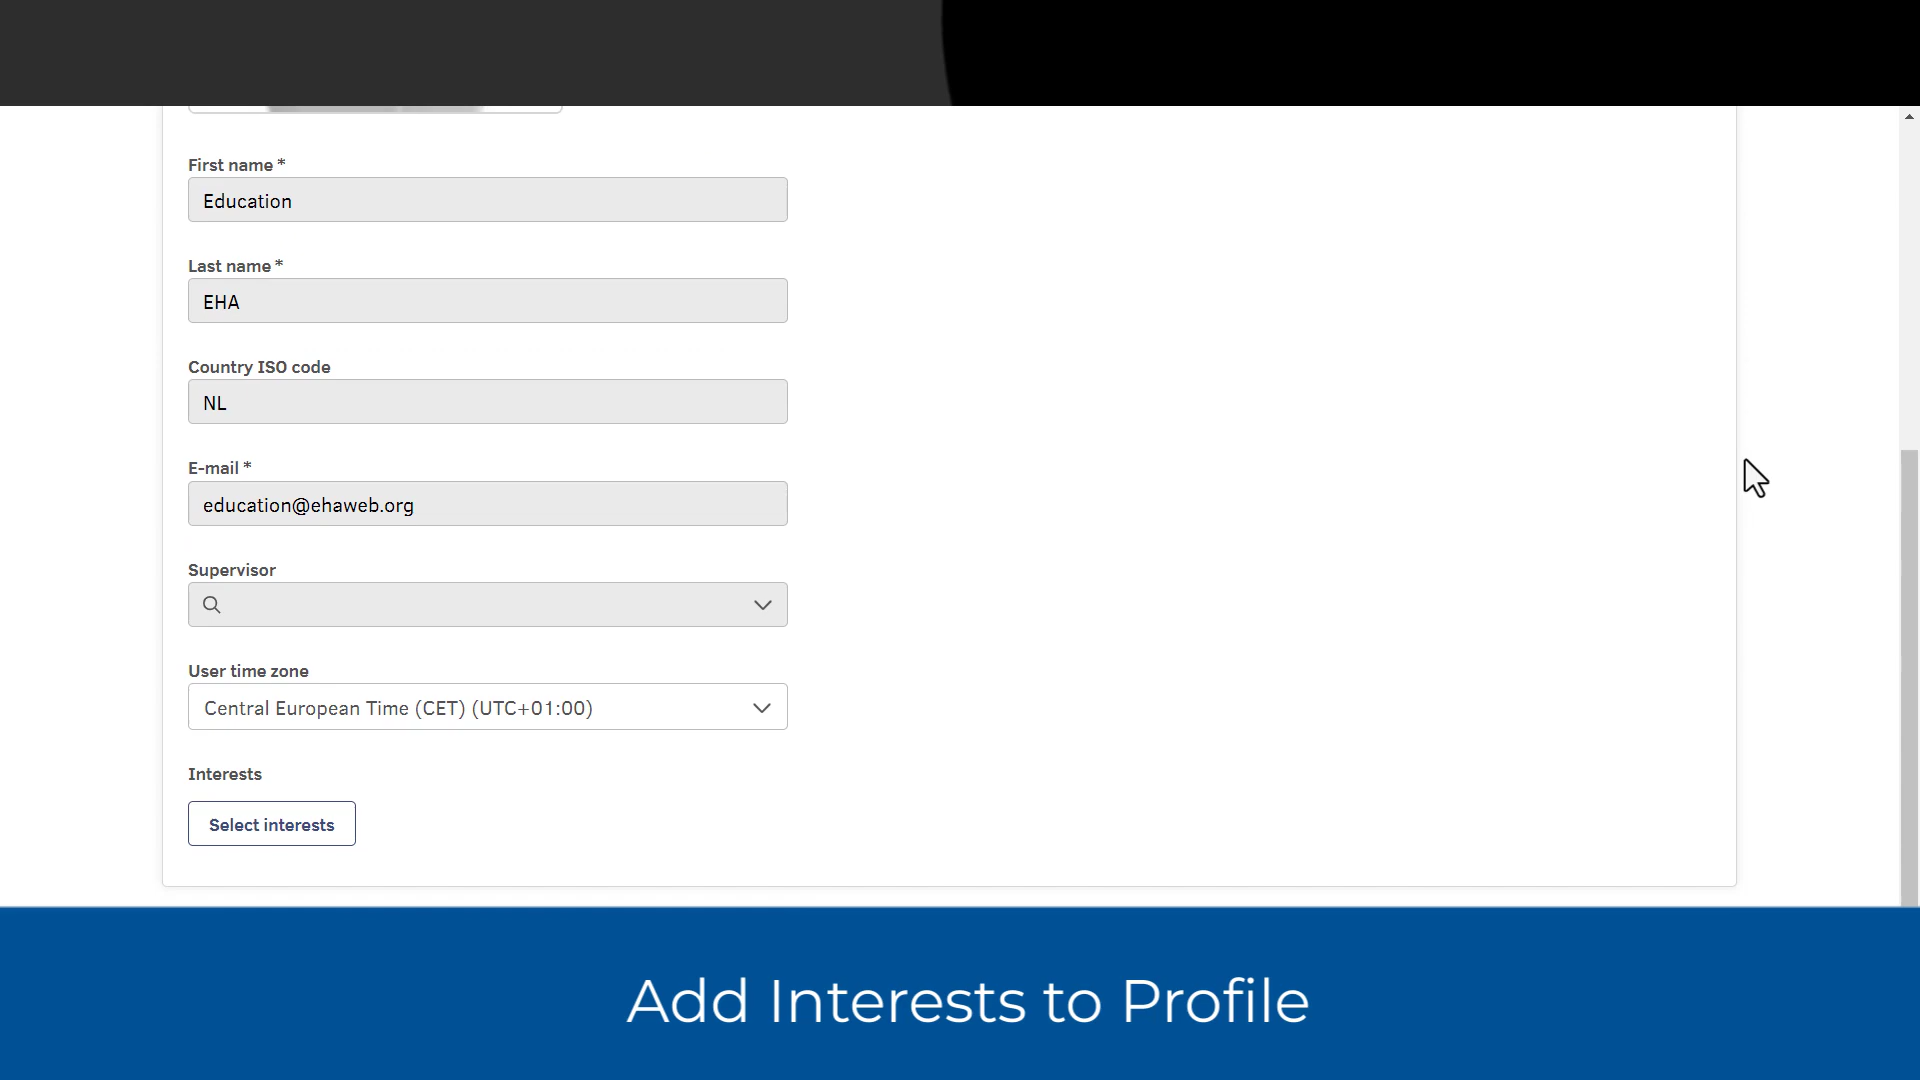 First name *
Education
Last name *
EHA
Country ISO code
NL
E-mail *
education@ehaweb.org
Supervisor
User time zone
Central European Time (CET) (UTC+01:00)
Interests
Select interests
Add Interests to Profile